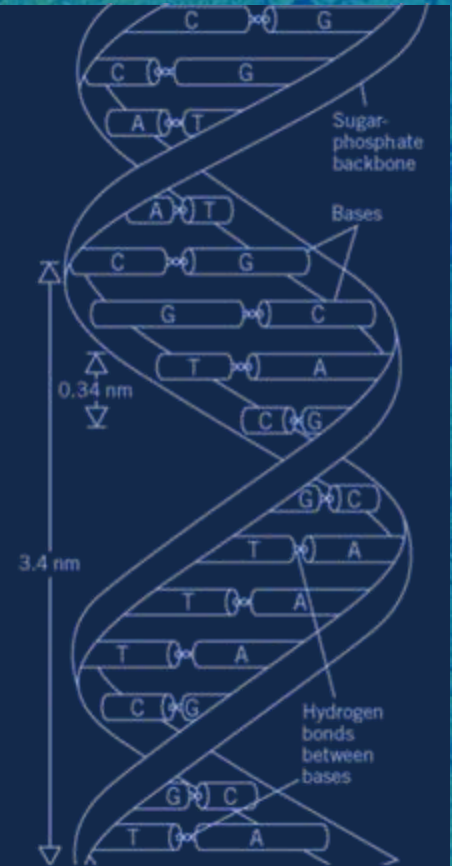 C G
C G
A T
Sugar-
phosphate
backbone
A T
Bases
C G
G C
T A
0.34 nm
C G
G C
T A
3.4 nm
T A
T A
C G
Hydrogen
bonds
between
bases
G C
T A